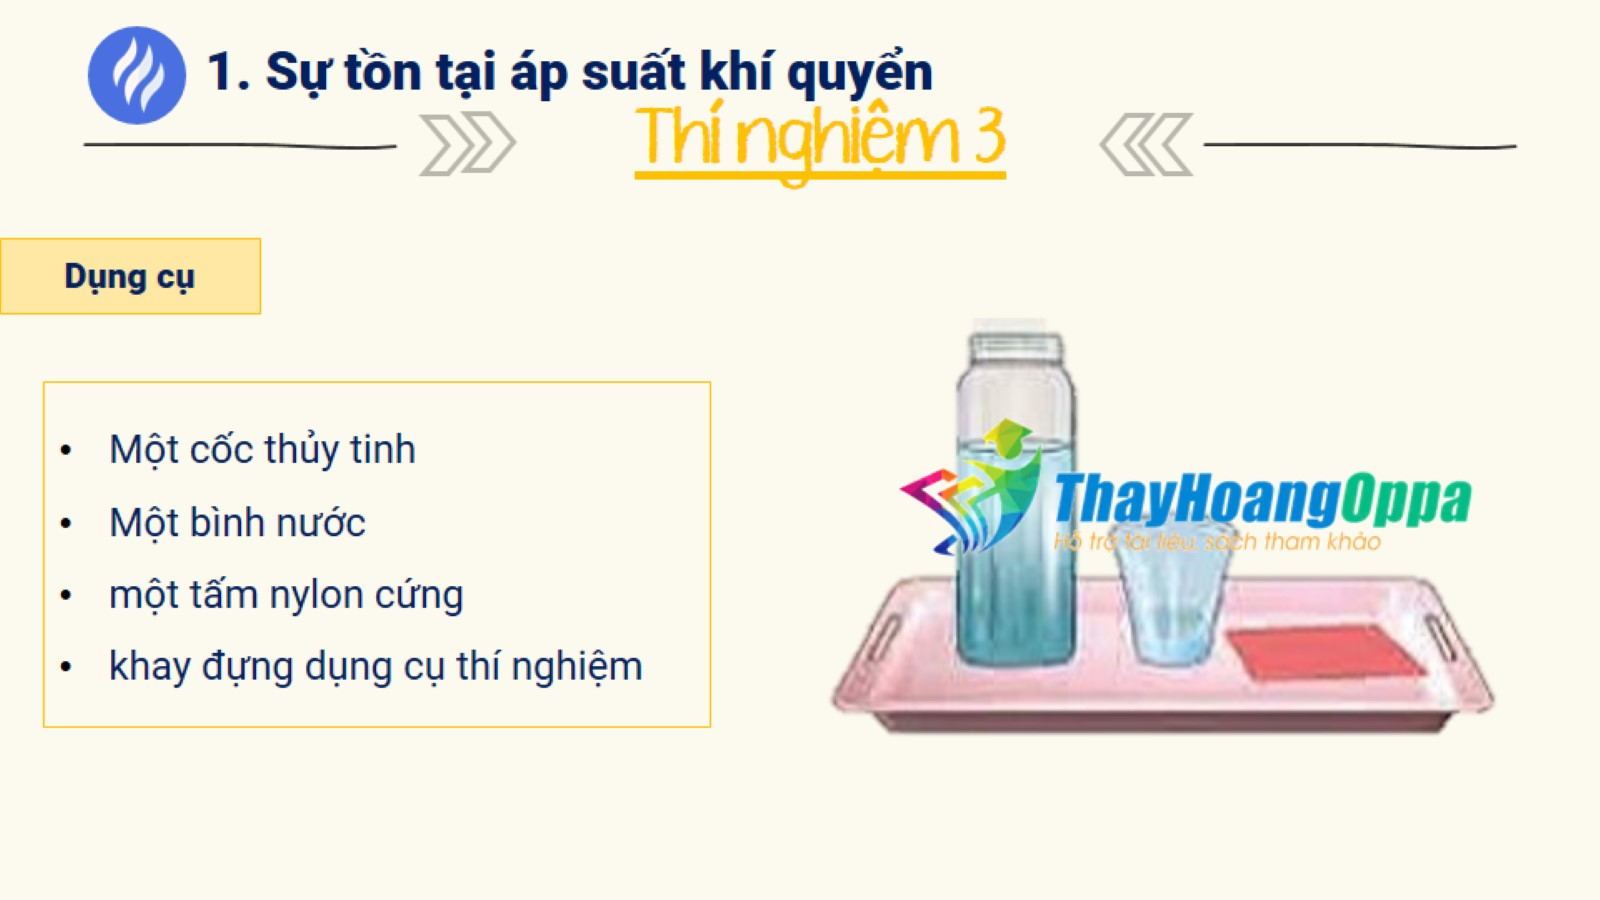 1. Sự tồn tại áp suất khí quyển
Thí nghiệm 3
Dụng cụ
• Một cốc thủy tinh
• Một bình nước
• một tấm nylon cứng
• khay đựng dụng cụ thí nghiệm
ThayHoangOppa
Hỗ trợ tài liệu, sách tham khảo